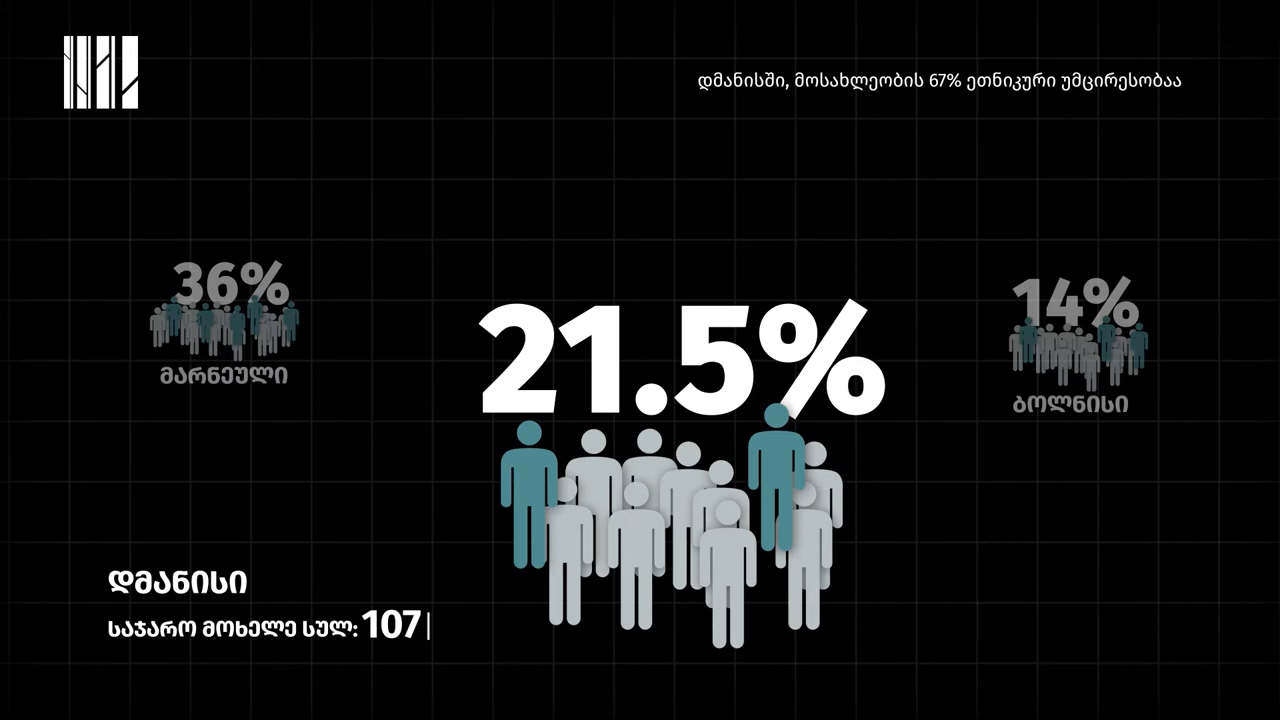 დმანისში, მოსახლეობის 67% ეთნიკური უმცირესობაა
36%
მარნეული
21.5%
14%
ბოლნისი
დმანისი
საჯარო მოხელე სულ: 107